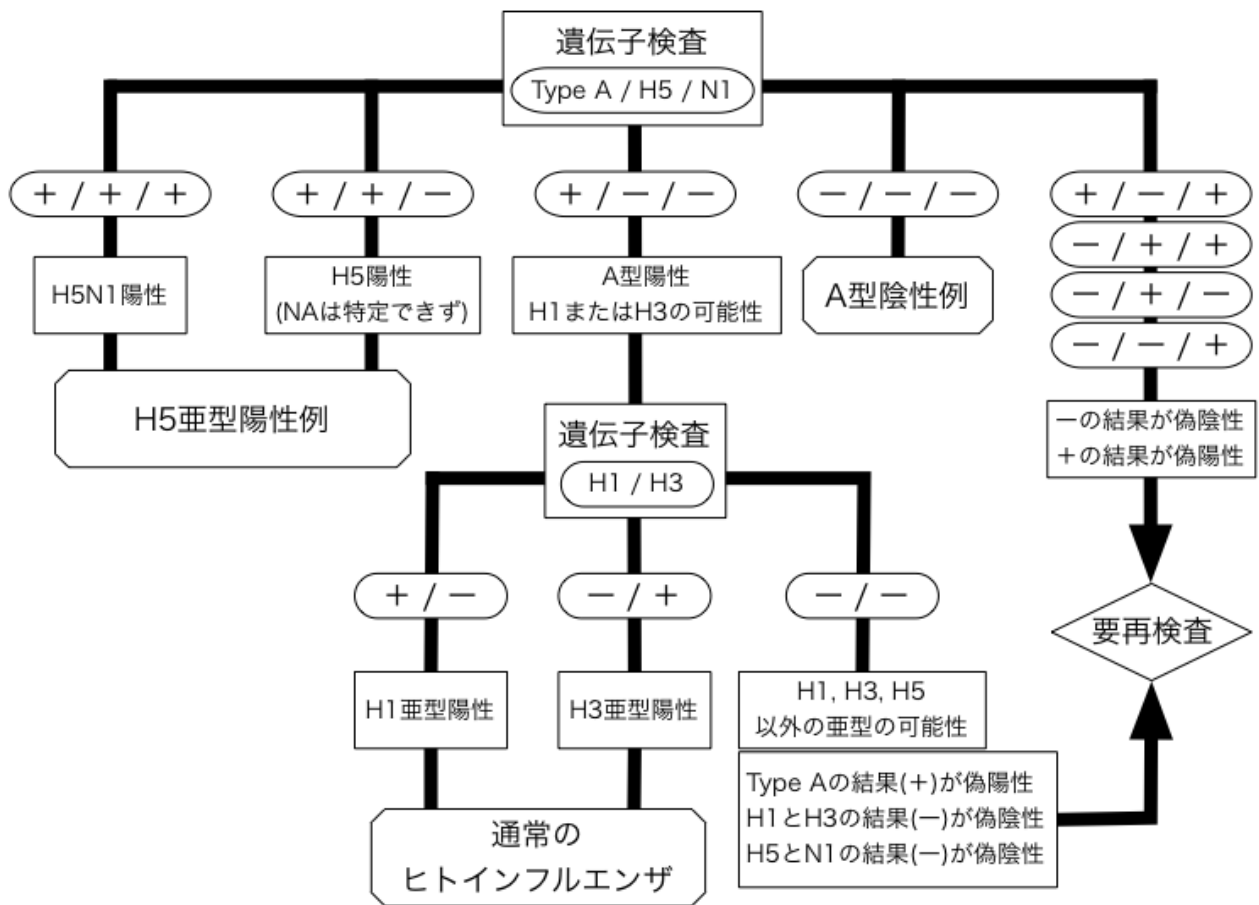 遺伝子検査
Type A / H5 / N1
+ / + / +
+ / + / −
+ / − / −
− / − / −
+ / − / +
− / + / +
− / + / −
− / − / +
H5N1陽性
H5陽性
(NAは特定できず)
A型陽性
H1またはH3の可能性
A型陰性例
H5亜型陽性例
−の結果が偽陰性
+の結果が偽陽性
遺伝子検査
H1 / H3
+ / −
− / +
− / −
要再検査
H1亜型陽性
H3亜型陽性
H1, H3, H5
以外の亜型の可能性
Type Aの結果(+)が偽陽性
H1とH3の結果(−)が偽陰性
H5とN1の結果(−)が偽陰性
通常の
ヒトインフルエンザ